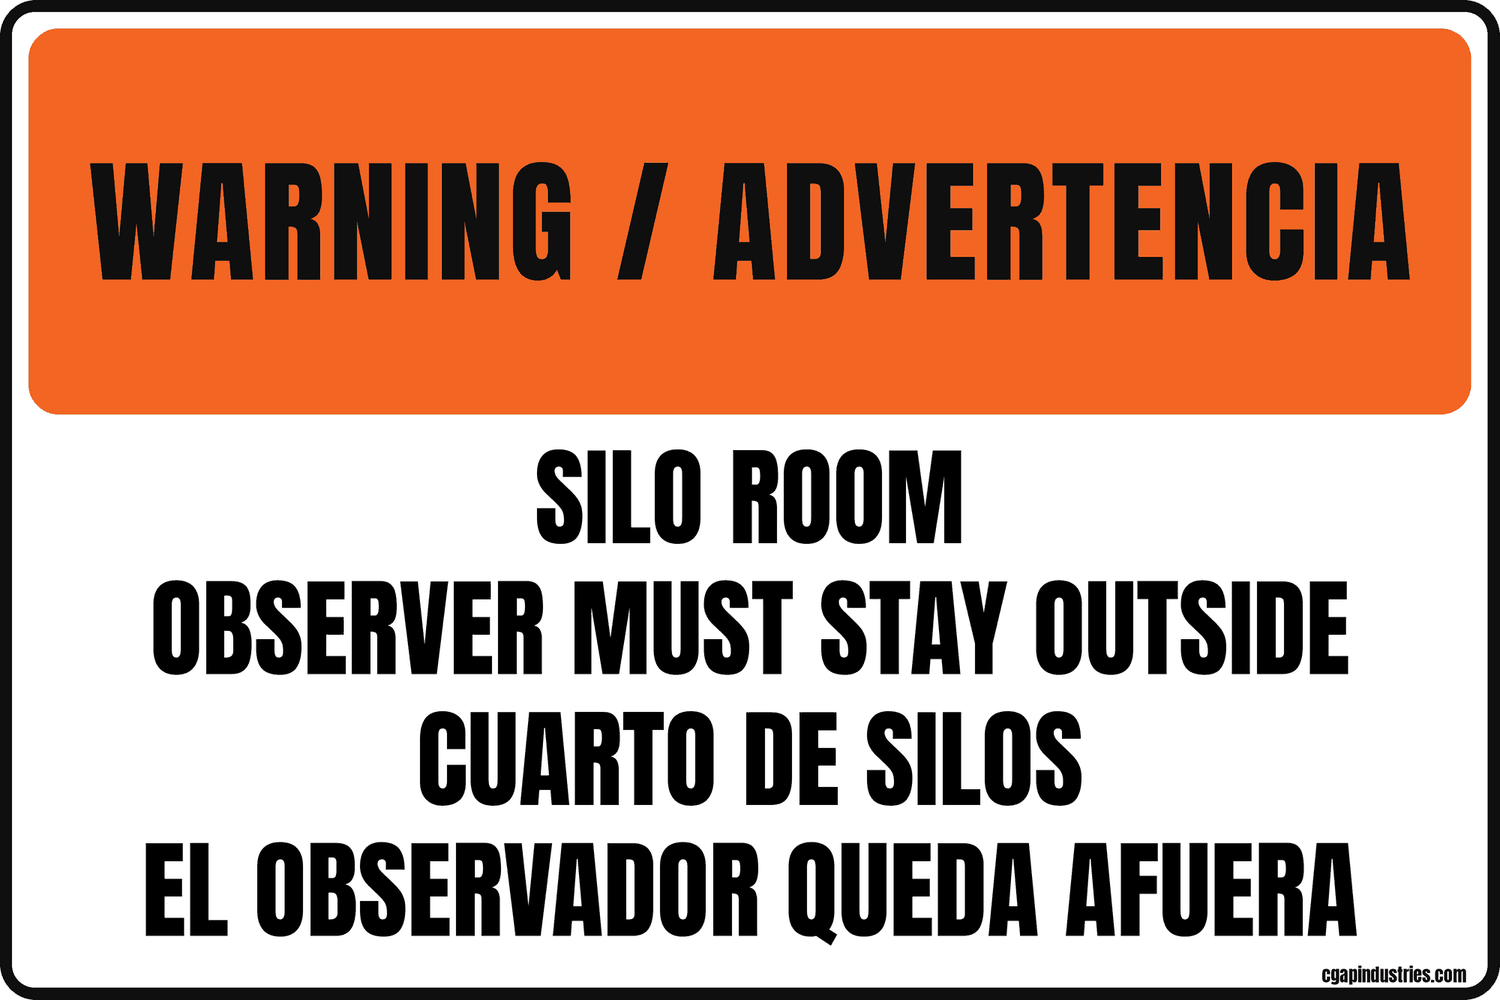 WARNING / ADVERTENCIA
SILO ROOM
OBSERVER MUST STAY OUTSIDE
CUARTO DE SILOS
EL OBSERVADOR QUEDA AFUERA
cgapindustries.com